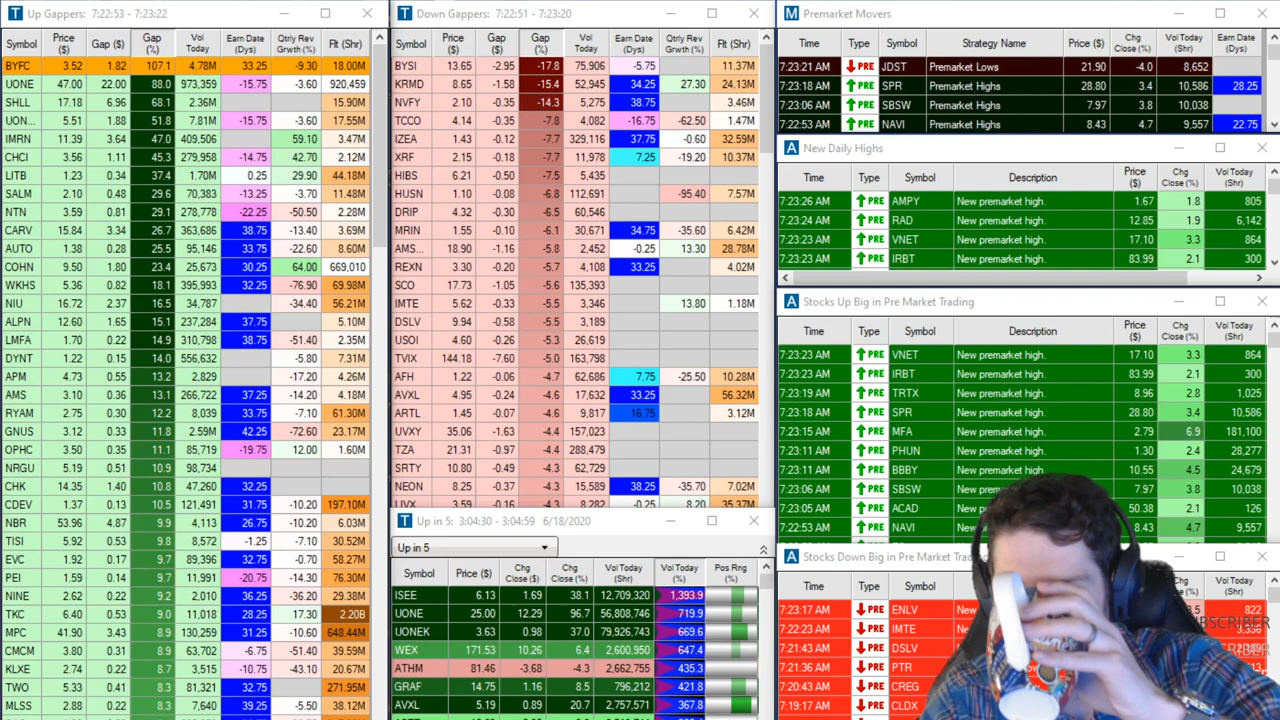 Up Gappers: 7:22:53 - 7:23:22
Symbol Price ($) Gap ($) Gap (%) Vol Today Earn Date (Dys) Qtrly Rev Grwth (%) Flt (Shr)
BYFC 3.52 1.82 107.1 4.78M 33.25 -9.30 18.00M
UONE 47.00 22.00 88.0 973,359 -15.75 -3.60 920,459
SHLL 17.18 6.96 68.1 2.36M 15.90M
UON... 5.51 1.88 51.8 7.81M -15.75 -3.60 17.55M
IMRN 11.39 3.64 47.0 409,506 59.10 3.47M
CHCI 3.56 1.11 45.3 279,958 -14.75 42.70 2.12M
LITB 1.23 0.34 37.4 1.70M 0.25 29.90 44.18M
SALM 2.10 0.48 29.6 70,383 -13.25 -3.70 11.48M
NTN 3.59 0.81 29.1 278,778 -22.25 -50.50 2.28M
CARV 15.84 3.34 26.7 38,186 38.75 -13.40 3.69M
AUTO 1.38 0.28 25.5 50,146 33.75 -2.60 8.60M
COHN 9.50 1.80 23.4 25,673 30.25 64.00 669,010
WKHS 5.35 0.82 18.1 395,993 32.25 -76.90 69.98M
NIU 16.72 2.37 16.5 34,787 -34.40 56.21M
ALPN 12.60 1.65 15.1 237,284 37.75 5.10M
LMFA 1.70 0.22 14.9 310,798 38.75 -51.40 2.35M
DYNT 1.22 0.15 14.0 556,632 -5.80 7.31M
APM 4.73 0.55 13.2 2,829 -17.20 4.26M
AMS 3.10 0.36 13.1 37.25 -14.20 4.18M
RYAM 2.75 0.30 12.2 8,039 33.75 -7.10 61.30M
GNUS 11.8 2.59M 42.25 -72.60 23.17M
OPHC 3.50 11.1 -19.75 12.00 1.60M
NRGU 5.19 0.51 10.9 98,734
CHK 14.35 1.40 10.8 32.25
CDEV 1.37 0.13 10.5 21,491 31.75 -10.20 197.10M
NBR 53.96 4.87 9.9 4,113 26.75 -10.20 6.03M
TISI 9.8 -1.25 -7.10 30.52M
EVC 9.7 32.75 -0.70 58.27M
PEI 1.59 0.14 9.7 11,991 -20.75 -14.30 76.30M
NINE 2.62 0.22 9.2 2,010 36.25 -36.20 29.38M
TKC 6.40 0.53 9.0 11,018 28.25 17.30 2.20B
MPC 41.90 3.43 8.9 130,259 31.25 -10.60 648.44M
CMCM 8.9 -6.75 -51.40 39.59M
KLXE 8.7 -10.75 -43.10 20.67M
TWO 8.3 32.75 271.95M
MLSS 2.88 0.22 8.3 7,640 39.25 -5.50 38.12M
Down Gappers: 7:22:51 - 7:23:20
Symbol Price ($) Gap ($) Gap (%) Vol Today Earn Date (Dys) Qtrly Rev Grwth (%) Flt (Shr)
BYSI 13.65 -2.95 -17.8 75,906 -5.75 11.37M
KRMD 8.65 -1.58 -15.4 52,945 34.25 27.30 24.13M
NVFY 2.10 -0.35 -14.3 5,275 38.75 3.46M
TCCO 4.15 -0.35 -7.8 4,082 -16.75 -62.50 1.47M
IZEA 1.43 -0.12 -7.7 37.75 -0.60 32.59M
XRF 2.15 -0.18 -7.7 11,978 7.25 -19.20 10.37M
HIBS 6.21 -0.50 -7.5 5,435
HUSN 1.10 -0.08 -6.8 112,691 -95.40 7.57M
DRIP 4.32 -0.30 -6.5 60,546
MRIN 1.55 -0.10 -6.1 30,671 34.75 -35.60 6.42M
AMS... 18.90 -1.16 -5.8 2,452 -0.25 13.30 28.78M
REXN 3.30 -0.20 -5.7 4,108 33.25 4.02M
SCO 17.73 -1.06 -5.6 135,393
IMTE 5.62 -0.33 -5.5 3,346 13.80 1.18M
DSLV 9.94 -0.58 -5.5 3,189
USOI 4.60 -0.26 -5.3 26,619
TVIX 144.18 -7.60 -5.0 163,798
AFH 1.22 -0.06 -4.7 62,686 7.75 -25.50 10.28M
AVXL 4.95 -0.24 -4.6 17,632 33.25 56.32M
ARTL 1.45 -0.07 -4.6 9,817 16.75 3.12M
UVXY 35.06 -1.63 -4.4 157,023
TZA 21.31 -0.97 -4.4 288,479
SRTY 10.80 -0.49 -4.3 62,729
NEON 8.25 -0.37 -4.3 15,589 38.25 -35.70 7.02M
-0.25 8.20 35.37M
Up in 5: 3:04:30 - 3:04:59 6/18/2020
Up in 5
Symbol Price ($) Chg Close ($) Chg Close (%) Vol Today (Shr) Vol Today (%) Pos Rng (%)
ISEE 6.13 1.69 38.1 12,709,320 1,393.9
UONE 25.00 12.29 96.7 56,808,746 719.9
UONEK 3.63 0.98 37.0 79,926,743 669.6
WEX 171.53 10.26 6.4 2,600,950 647.4
ATHM 81.46 -3.68 -4.3 2,662,755 435.3
GRAF 14.75 1.16 8.5 796,212 421.8
AVXL 5.19 0.89 20.7 2,757,571 367.8
Premarket Movers
Time Type Symbol Strategy Name Price ($) Chg Close (%) Vol Today (Shr) Earn Date (Dys)
7:23:21 AM PRE JDST Premarket Lows 21.90 -4.0 8,652
7:23:18 AM PRE SPR Premarket Highs 28.80 3.4 10,586 28.25
7:23:06 AM PRE SBSW Premarket Highs 7.97 3.8 10,038
7:22:53 AM PRE NAVI Premarket Highs 8.43 4.7 9,557 22.75
New Daily Highs
Time Type Symbol Description Price ($) Chg Close (%) Vol Today (Shr)
7:23:26 AM PRE AMPY New premarket high. 1.67 1.8 805
7:23:24 AM PRE RAD New premarket high. 12.85 1.9 6,142
7:23:23 AM PRE VNET New premarket high. 17.10 3.3 864
7:23:23 AM PRE IRBT New premarket high. 83.99 2.1 300
Stocks Up Big in Pre Market Trading
Time Type Symbol Description Price ($) Chg Close (%) Vol Today (Shr)
7:23:23 AM PRE VNET New premarket high. 17.10 3.3 864
7:23:23 AM PRE IRBT New premarket high. 83.99 2.1 300
7:23:19 AM PRE TRTX New premarket high. 8.96 2.8 1,025
7:23:18 AM PRE SPR New premarket high. 28.80 3.4 10,586
7:23:15 AM PRE MFA New premarket high. 2.79 6.9 181,100
7:23:11 AM PRE PHUN New premarket high. 1.30 2.4 28,277
7:23:11 AM PRE BBBY New premarket high. 10.55 4.5 24,679
7:23:06 AM PRE SBSW New premarket high. 7.97 3.8 10,038
7:23:05 AM PRE ACAD New 50.38 2.1 126
7:22:53 AM PRE NAVI New 8.43 4.7 9,557
Stocks Down Big in Pre Market Trading
7:23:17 AM PRE ENLV New 822
7:22:23 AM PRE IMTE 3,336
7:21:43 AM PRE DSLV
7:21:36 AM PRE PTR
7:20:43 AM PRE CREG
7:19:17 AM PRE CLDX
SUBSCRIBER